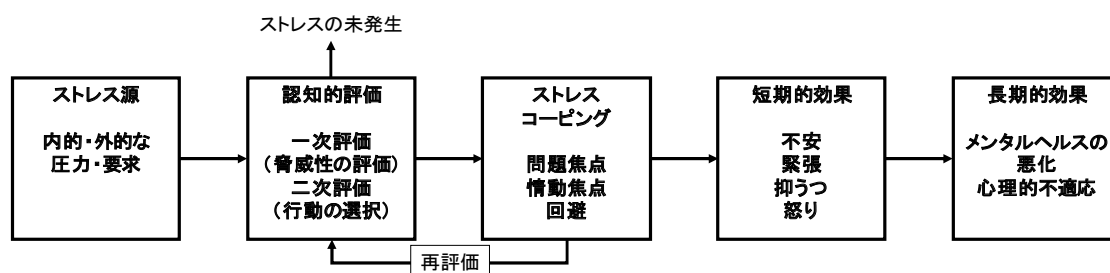 ストレスの未発生
ストレス源
内的・外的な
圧力・要求
認知的評価
一次評価
(脅威性の評価)
二次評価
(行動の選択)
ストレス
コーピング
問題焦点
情動焦点
回避
短期的効果
不安
緊張
抑うつ
怒り
長期的効果
メンタルヘルスの
悪化
心理的不適応
再評価